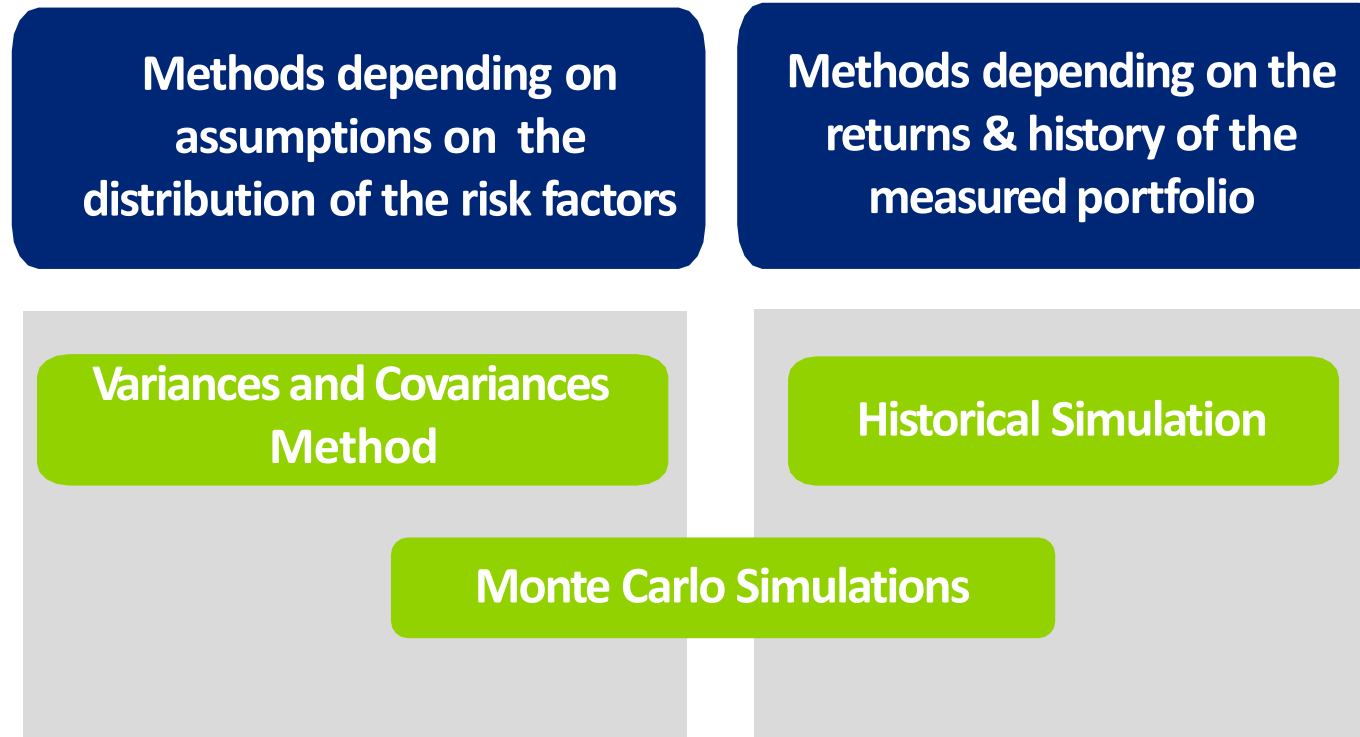 Methods depending on
assumptions on the
distribution of the risk factors
Methods depending on the
returns & history of the
measured portfolio
Variances and Covariances
Method
Historical Simulation
Monte Carlo Simulations